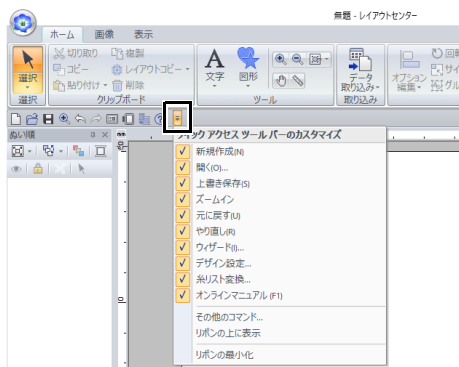 無題 - レイアウトセンター
ホーム 画像 表示
選択
切り取り 複製
コピー レイアウトコピー
貼り付け 削除
文字
図形
データ
取り込み
オプション
編集
選択 クリップボード ツール 取り込み
ぬい順
クイック アクセス ツール バーのカスタマイズ
新規作成(N)
開く(O)...
上書き保存(S)
ズームイン
元に戻す(U)
やり直し(R)
ウィザード(I)...
デザイン設定...
糸リスト変換...
オンラインマニュアル (F1)
その他のコマンド...
リボンの上に表示
リボンの最小化